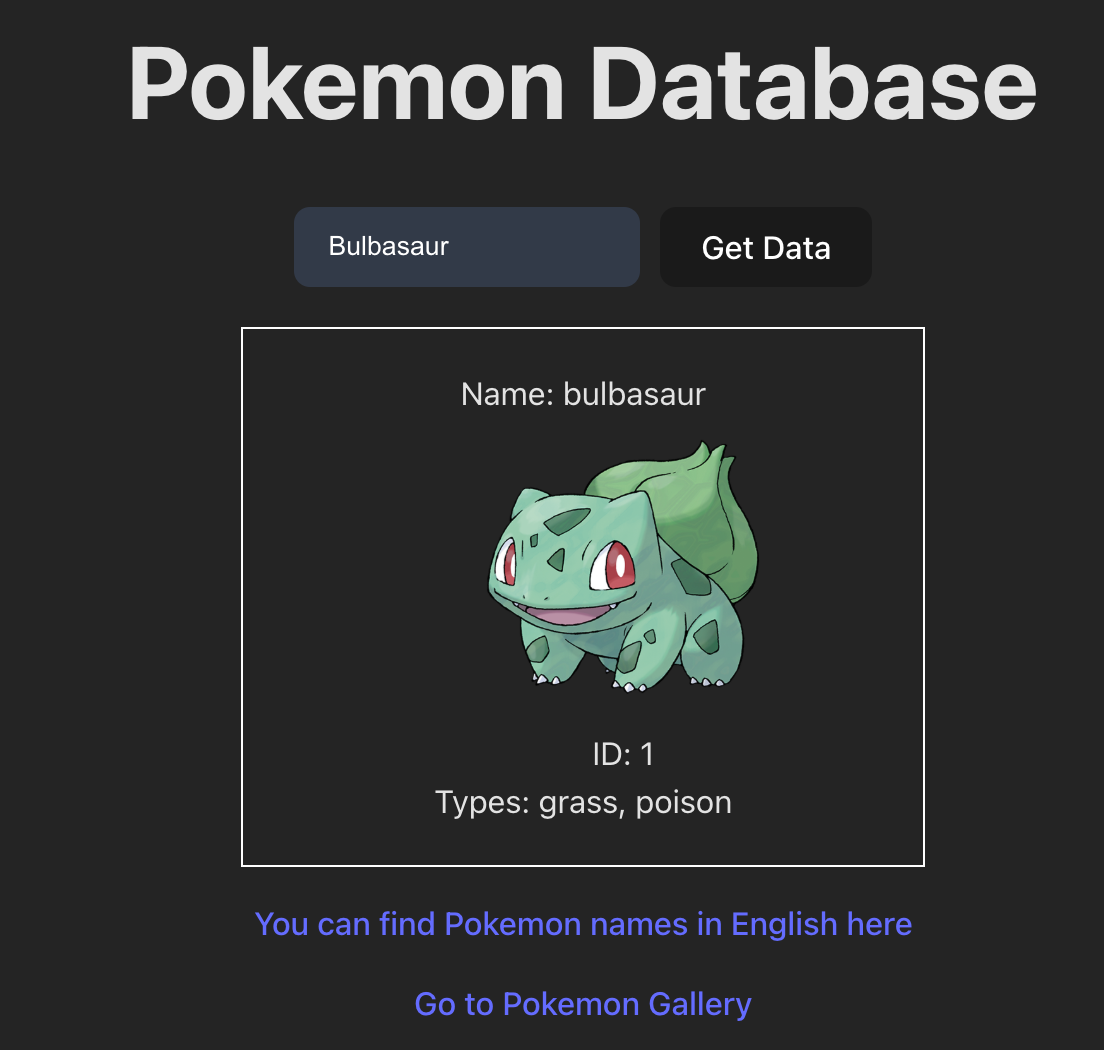 Pokemon Database
Bulbasaur
Get Data
Name: bulbasaur
ID: 1
Types: grass, poison
You can find Pokemon names in English here
Go to Pokemon Gallery